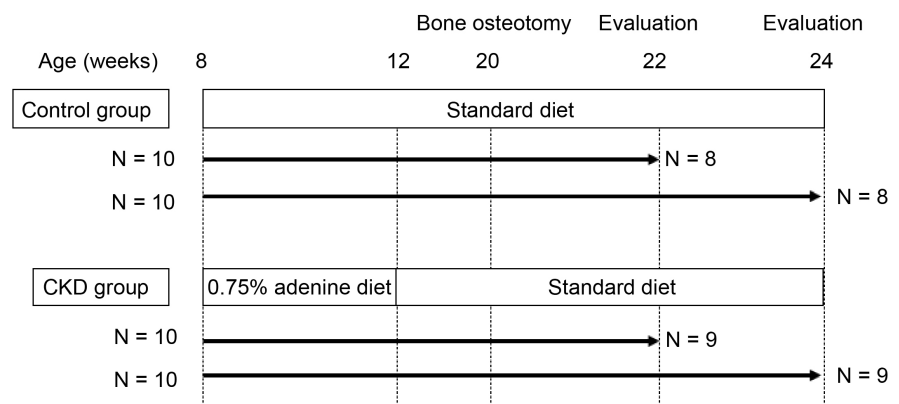 Bone osteotomy Evaluation Evaluation
Age (weeks) 8 12 20 22 24
Control group Standard diet
N = 10 N = 8
N = 10 N = 8
CKD group 0.75% adenine diet Standard diet
N = 10 N = 9
N = 10 N = 9